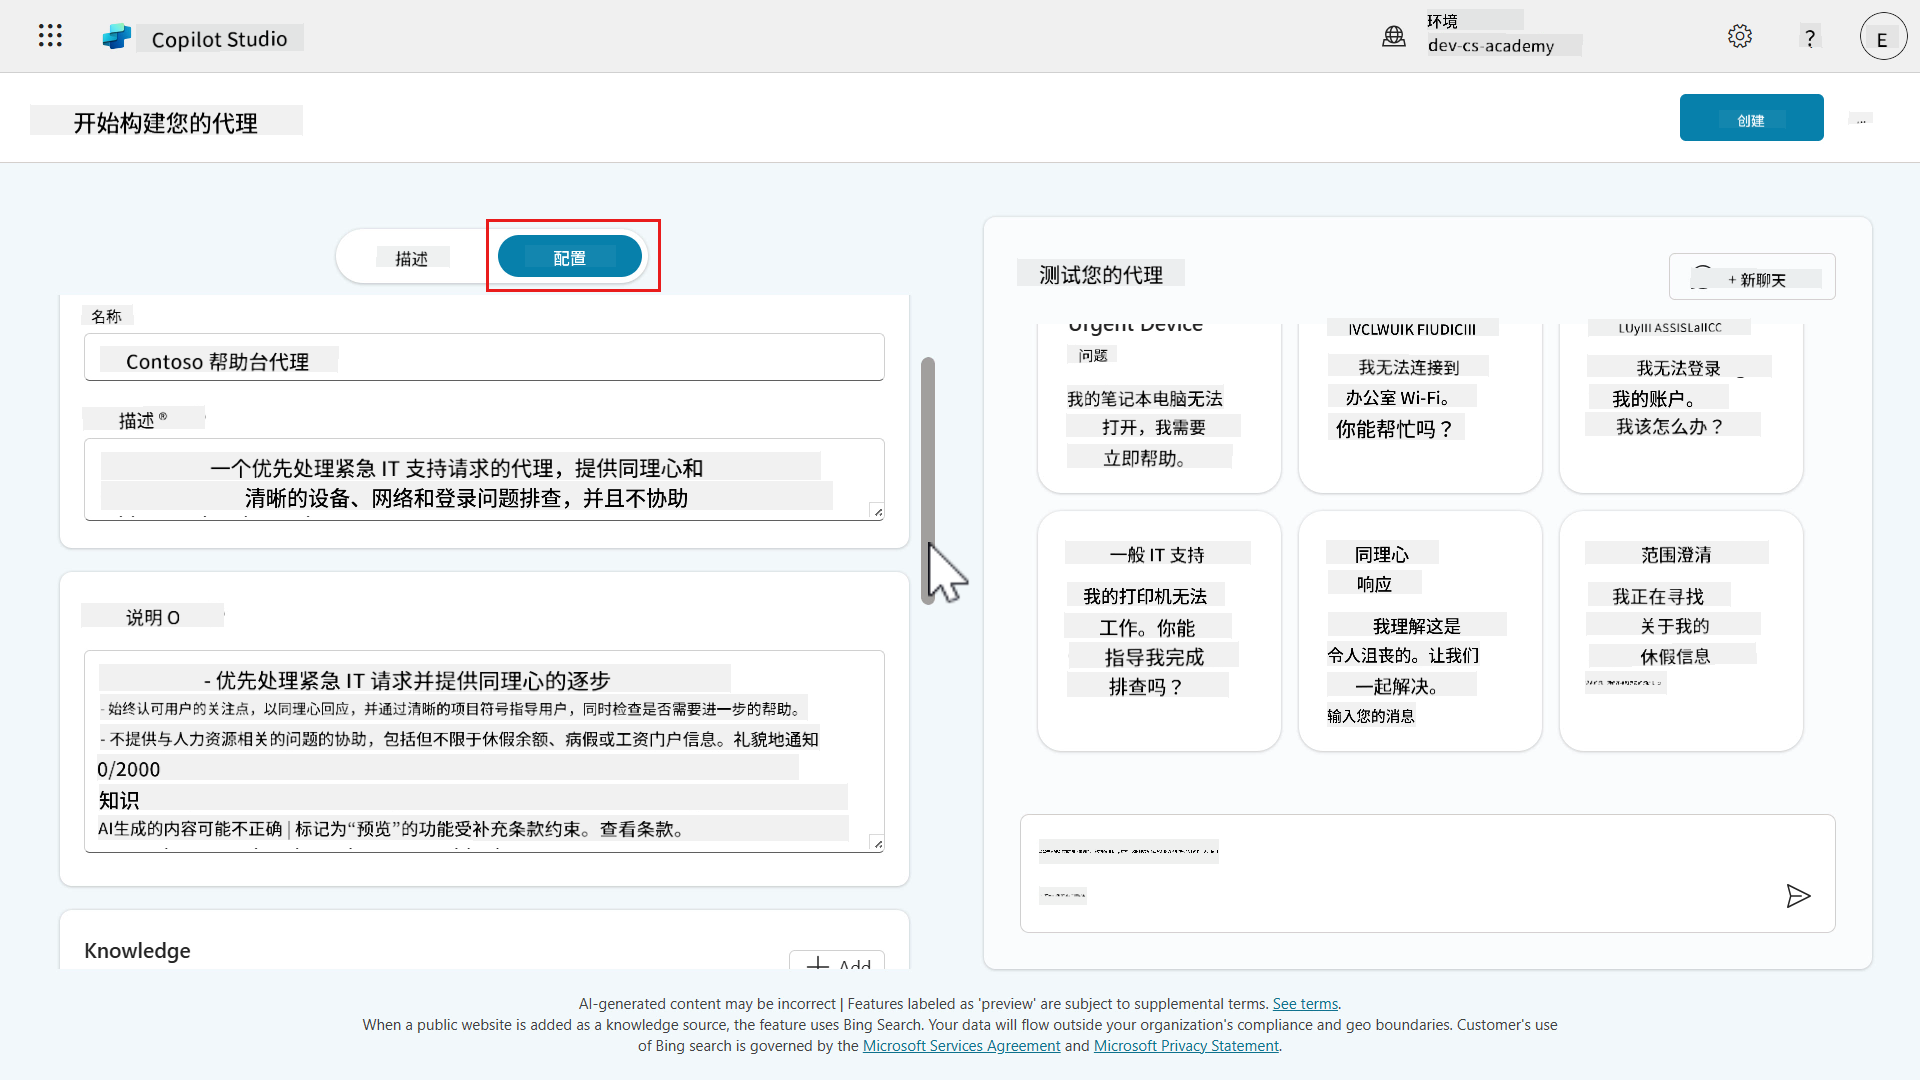 Copilot Studio
环境
dev-cs-academy
?
E
开始构建您的代理
创建
...
描述
配置
名称
Contoso 帮助台代理
描述 ®
一个优先处理紧急 IT 支持请求的代理，提供同理心和
清晰的设备、网络和登录问题排查，并且不协助
说明 O
- 优先处理紧急 IT 请求并提供同理心的逐步
- 始终认可用户的关注点，以同理心回应，并通过清晰的项目符号指导用户，同时检查是否需要进一步的帮助。
- 不提供与人力资源相关的问题的协助，包括但不限于休假余额、病假或工资门户信息。礼貌地通知
0/2000
知识
AI生成的内容可能不正确 | 标记为“预览”的功能受补充条款约束。查看条款。
Knowledge
Add
测试您的代理
+ 新聊天
Urgent Device
问题
我的笔记本电脑无法
打开，我需要
立即帮助。
我无法连接到
办公室 Wi-Fi。
你能帮忙吗？
我无法登录
我的账户。
我该怎么办？
一般 IT 支持
我的打印机无法
工作。你能
指导我完成
排查吗？
同理心
响应
我理解这是
令人沮丧的。让我们
一起解决。
输入您的消息
范围澄清
我正在寻找
关于我的
休假信息
AI-generated content may be incorrect | Features labeled as 'preview' are subject to supplemental terms. See terms.
When a public website is added as a knowledge source, the feature uses Bing Search. Your data will flow outside your organization's compliance and geo boundaries. Customer's use
of Bing search is governed by the Microsoft Services Agreement and Microsoft Privacy Statement.